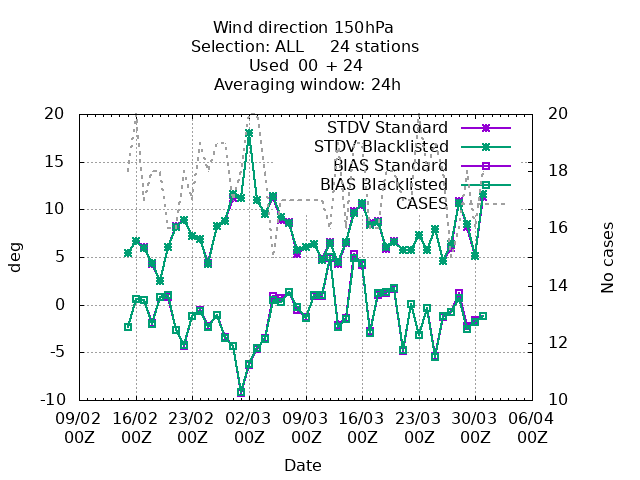 Wind direction 150hPa
Selection: ALL 24 stations
Used 00 + 24
Averaging window: 24h
20 20
STDV Standard
STDV Blacklisted
15
BIAS Standard
18
BIAS Blacklisted
CASES
10
16
5
deg
No cases
0
14
-5
12
-10 10
09/02 16/02 23/02 02/03 09/03 16/03 23/03 30/03 06/04
00Z 00Z 00Z 00Z 00Z 00Z 00Z 00Z 00Z
Date